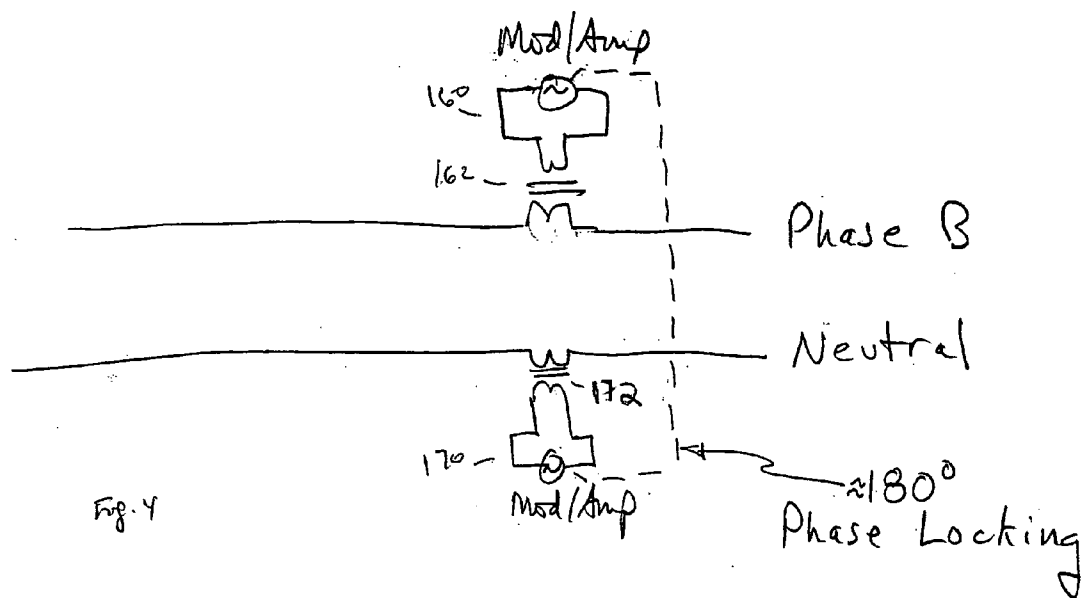 Mod/Amp
160
162
Phase B
Neutral
172
170
Mod/Amp
≈180°
Phase Locking
Fig. 4